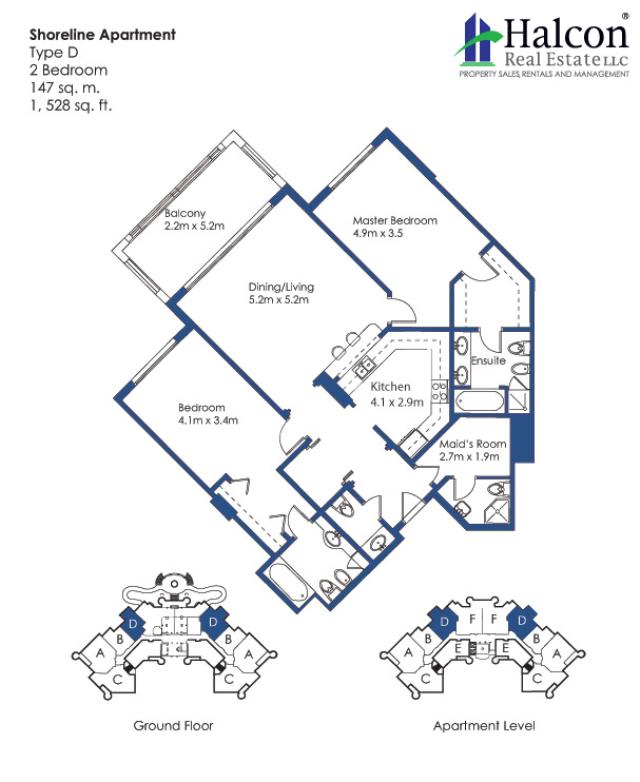 Shoreline Apartment
Type D
2 Bedroom
147 sq. m.
1, 528 sq. ft.
Halcon
Real Estate LLC
PROPERTY SALES, RENTALS AND MANAGEMENT
Balcony
2.2m x 5.2m
Master Bedroom
4.9m x 3.5
Dining/Living
5.2m x 5.2m
Ensuite
Kitchen
4.1 x 2.9m
Bedroom
4.1m x 3.4m
Maid's Room
2.7m x 1.9m
D D
B B
A A
C C
D F F D
B B
A E E A
C C
Ground Floor
Apartment Level